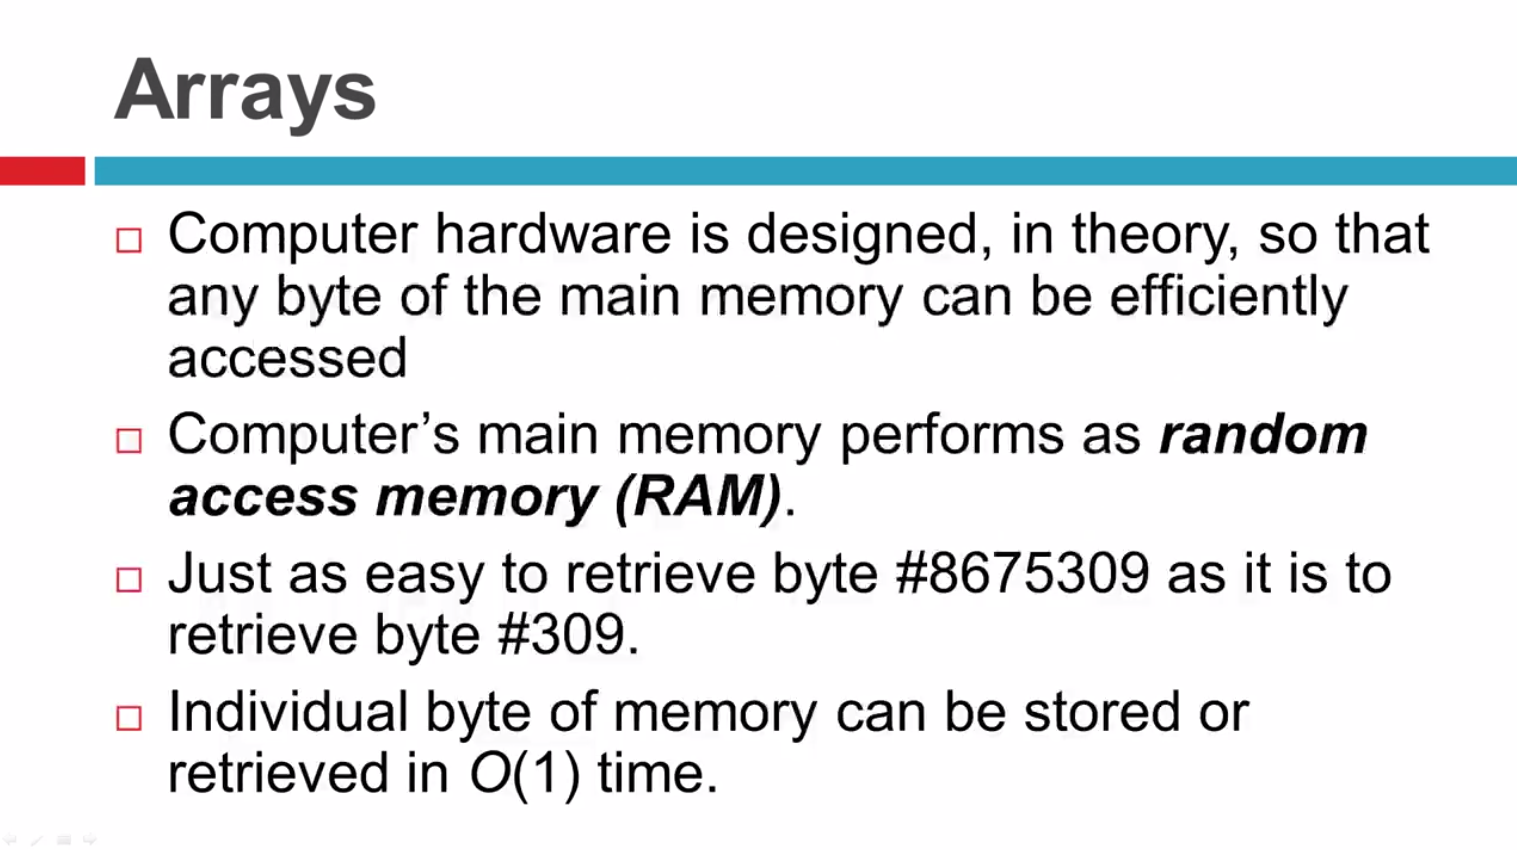 Arrays
Computer hardware is designed, in theory, so that
any byte of the main memory can be efficiently
accessed
Computer’s main memory performs as random
access memory (RAM).
Just as easy to retrieve byte #8675309 as it is to
retrieve byte #309.
Individual byte of memory can be stored or
retrieved in O(1) time.